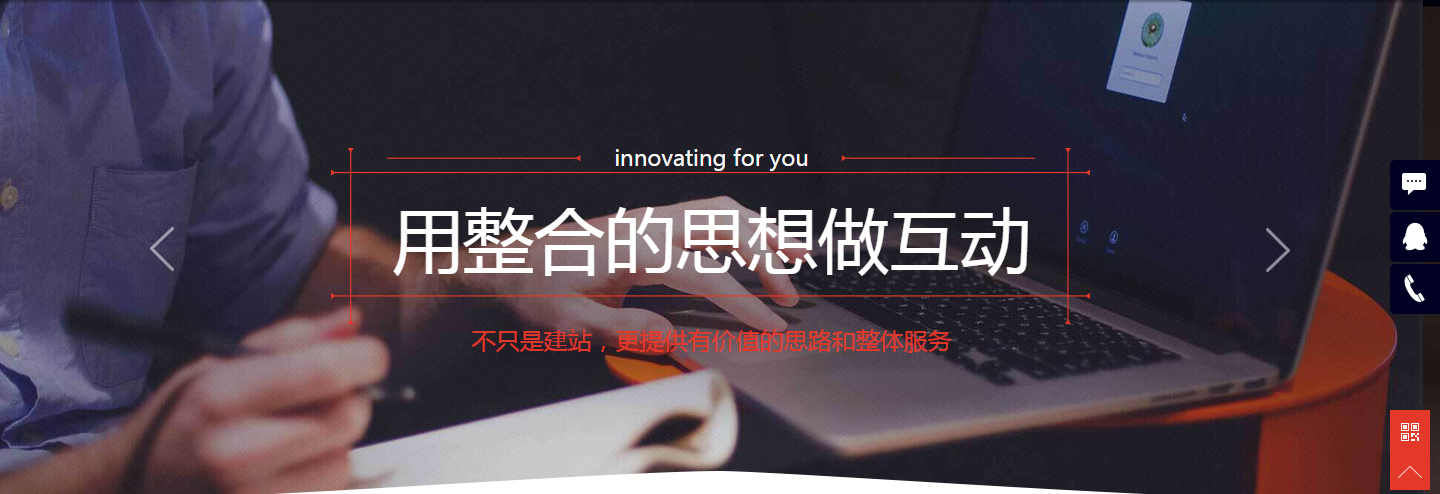 innovating for you
用整合的思想做互动
不只是建站，更提供有价值的思路和整体服务